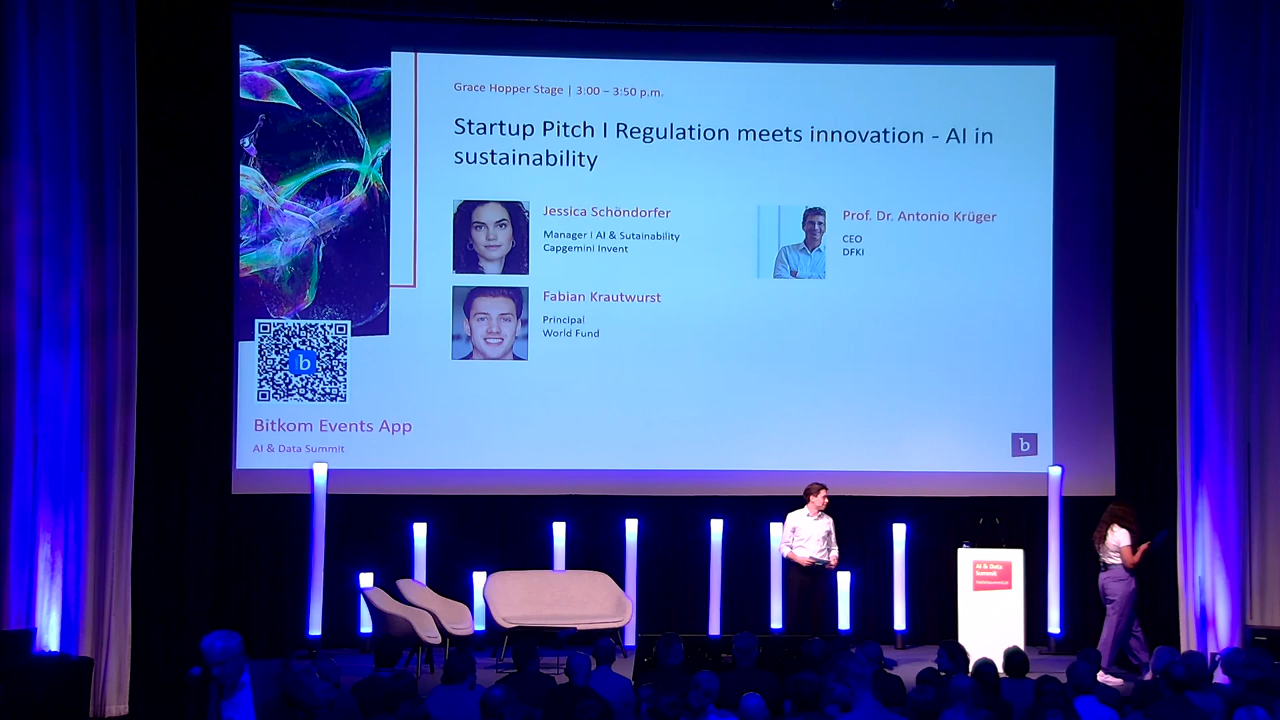 Grace Hopper Stage | 3:00 – 3:50 p.m.
Startup Pitch I Regulation meets innovation - AI in
sustainability
Jessica Schöndorfer
Manager I AI & Sutainability
Capgemini Invent
Prof. Dr. Antonio Krüger
CEO
DFKI
Fabian Krautwurst
Principal
World Fund
b
Bitkom Events App
AI & Data Summit
b
AI & Data
Summit